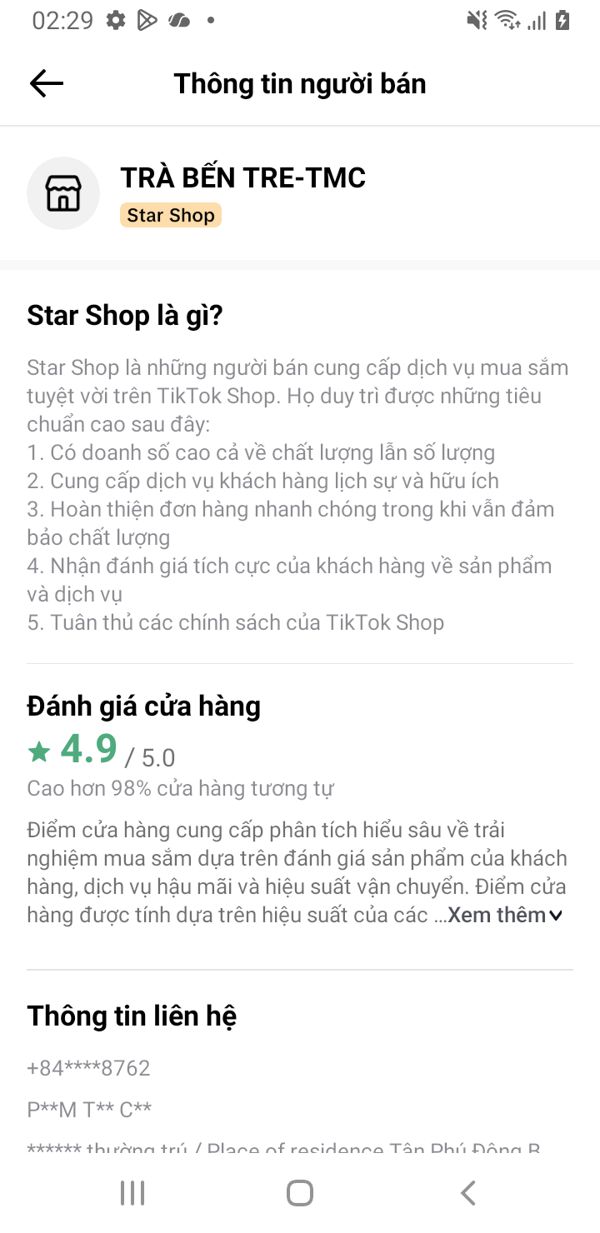 02:29
Thông tin người bán
TRÀ BẾN TRE-TMC
Star Shop
Star Shop là gì?
Star Shop là những người bán cung cấp dịch vụ mua sắm
tuyệt vời trên TikTok Shop. Họ duy trì được những tiêu
chuẩn cao sau đây:
1. Có doanh số cao cả về chất lượng lẫn số lượng
2. Cung cấp dịch vụ khách hàng lịch sự và hữu ích
3. Hoàn thiện đơn hàng nhanh chóng trong khi vẫn đảm
bảo chất lượng
4. Nhận đánh giá tích cực của khách hàng về sản phẩm
và dịch vụ
5. Tuân thủ các chính sách của TikTok Shop
Đánh giá cửa hàng
4.9 / 5.0
Cao hơn 98% cửa hàng tương tự
Điểm cửa hàng cung cấp phân tích hiểu sâu về trải
nghiệm mua sắm dựa trên đánh giá sản phẩm của khách
hàng, dịch vụ hậu mãi và hiệu suất vận chuyển. Điểm cửa
hàng được tính dựa trên hiệu suất của các ...Xem thêm
Thông tin liên hệ
+84****8762
P**M T** C**
****** thường trú / Place of residence Tân Phú Đông B